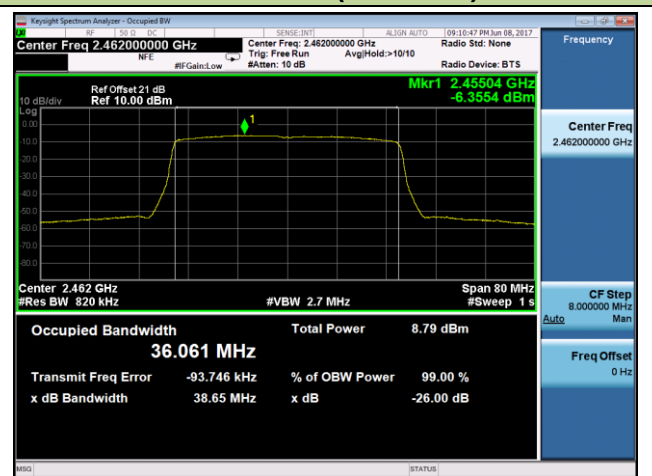 Keysight Spectrum Analyzer - Occupied BW
LXI RF 50 Ω DC SENSE:INT ALIGN AUTO 09:10:47 PM Jun 08, 2017
Center Freq 2.462000000 GHz Center Freq: 2.462000000 GHz Radio Std: None Frequency
NFE Trig: Free Run Avg|Hold:>10/10
#IFGain:Low #Atten: 10 dB Radio Device: BTS
Ref Offset 21 dB Mkr1 2.45504 GHz
10 dB/div Ref 10.00 dBm -6.3554 dBm
Log
0.00
1
Center Freq
-10.0
2.462000000 GHz
-20.0
-30.0
-40.0
-50.0
-60.0
-70.0
-80.0
Center 2.462 GHz Span 80 MHz
#Res BW 820 kHz #VBW 2.7 MHz #Sweep 1 s
CF Step
8.000000 MHz
Auto Man
Occupied Bandwidth Total Power 8.79 dBm
36.061 MHz
Freq Offset
0 Hz
Transmit Freq Error -93.746 kHz % of OBW Power 99.00 %
x dB Bandwidth 38.65 MHz x dB -26.00 dB
MSG STATUS